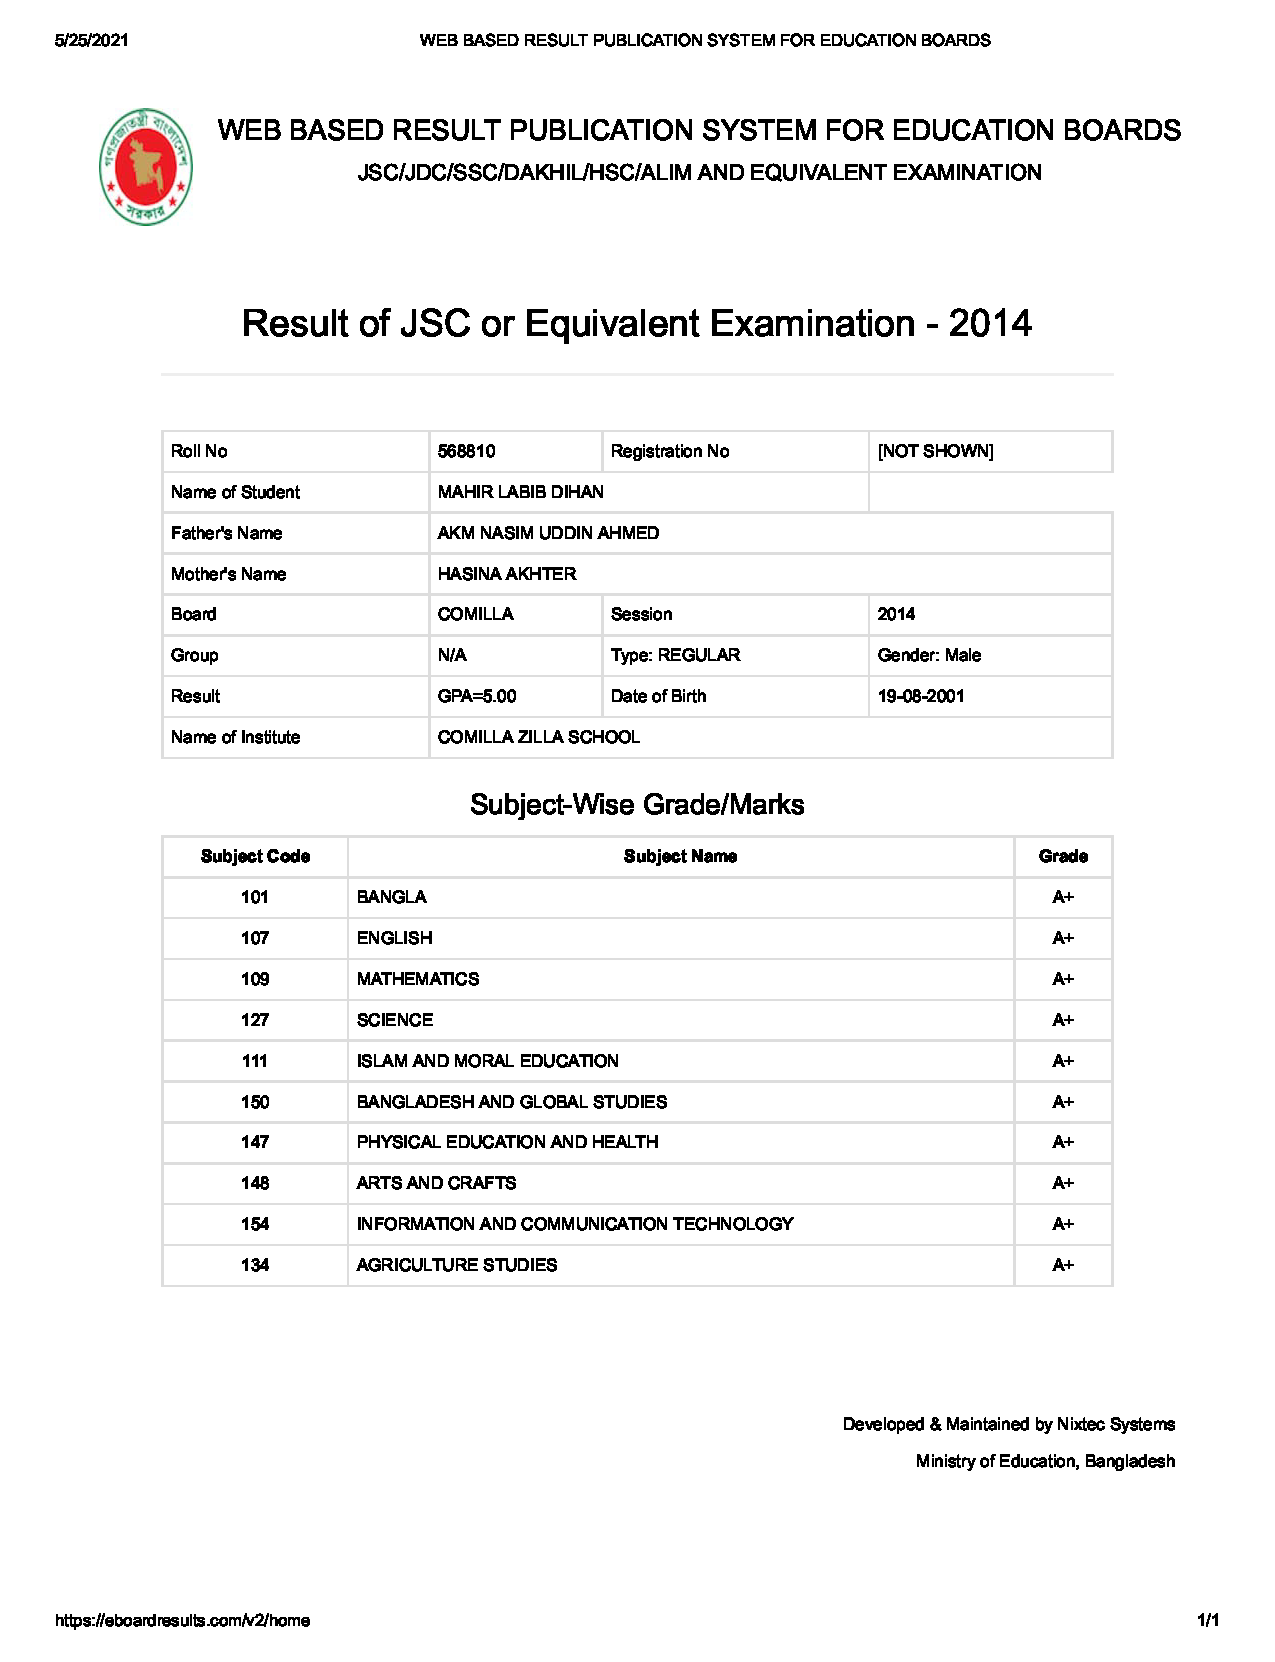 5/25/2021 WEB BASED RESULT PUBLICATION SYSTEM FOR EDUCATION BOARDS
গণপ্রজাতন্ত্রী বাংলাদেশ
সরকার
WEB BASED RESULT PUBLICATION SYSTEM FOR EDUCATION BOARDS
JSC/JDC/SSC/DAKHIL/HSC/ALIM AND EQUIVALENT EXAMINATION
Result of JSC or Equivalent Examination - 2014
Roll No 568810 Registration No [NOT SHOWN]
Name of Student MAHIR LABIB DIHAN
Father's Name AKM NASIM UDDIN AHMED
Mother's Name HASINA AKHTER
Board COMILLA Session 2014
Group N/A Type: REGULAR Gender: Male
Result GPA=5.00 Date of Birth 19-08-2001
Name of Institute COMILLA ZILLA SCHOOL
Subject-Wise Grade/Marks
Subject Code Subject Name Grade
101 BANGLA A+
107 ENGLISH A+
109 MATHEMATICS A+
127 SCIENCE A+
111 ISLAM AND MORAL EDUCATION A+
150 BANGLADESH AND GLOBAL STUDIES A+
147 PHYSICAL EDUCATION AND HEALTH A+
148 ARTS AND CRAFTS A+
154 INFORMATION AND COMMUNICATION TECHNOLOGY A+
134 AGRICULTURE STUDIES A+
Developed & Maintained by Nixtec Systems
Ministry of Education, Bangladesh
https://eboardresults.com/v2/home 1/1